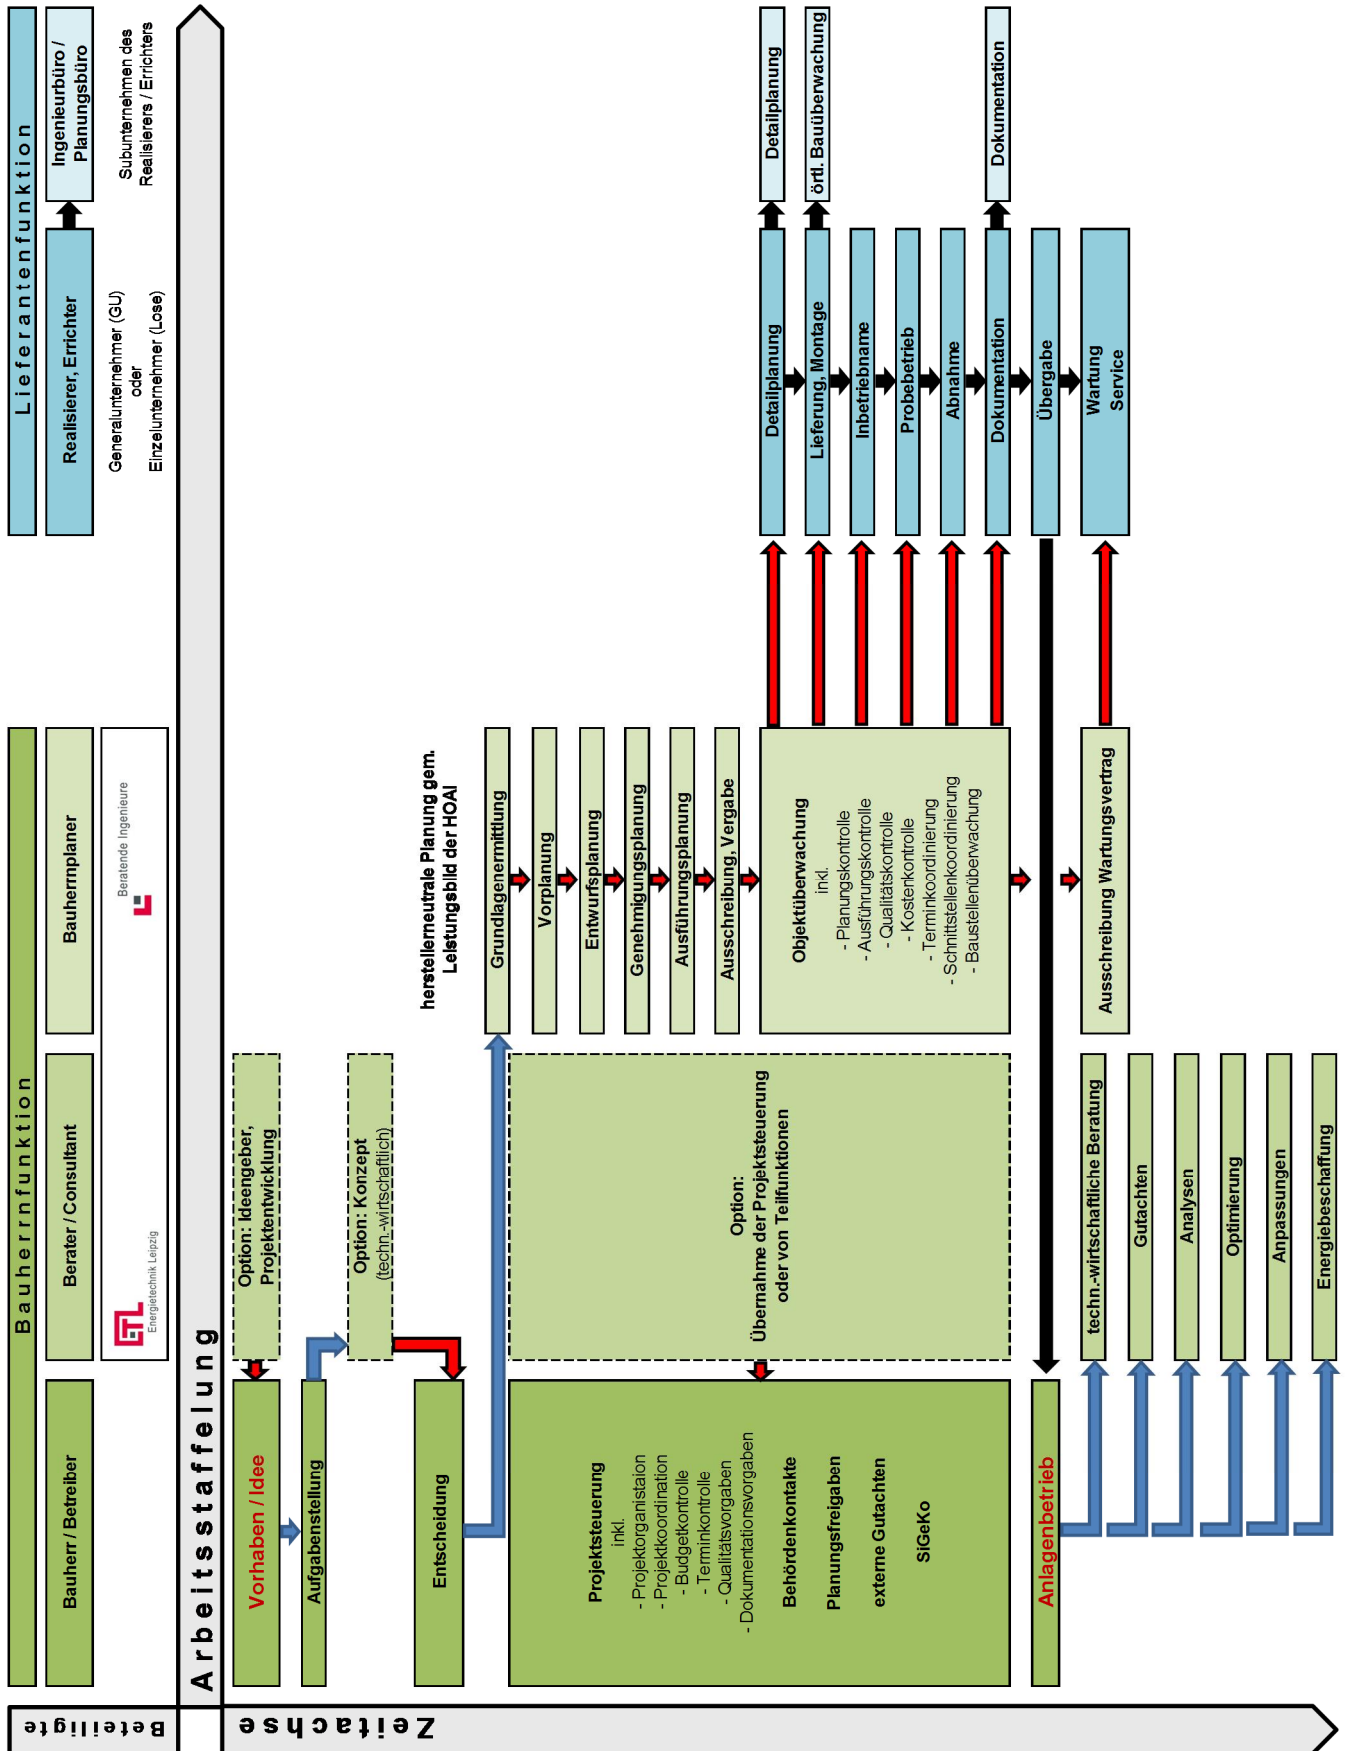 Beteiligte
Bauherrnfunktion
Lieferantenfunktion
Bauherr / Betreiber
Berater / Consultant
Bauherrnplaner
Realisierer, Errichter
Ingenieurbüro /
Planungsbüro
ETL
Energietechnik Leipzig
Beratende Ingenieure
Generalunternehmer (GU)
oder
Einzelunternehmer (Lose)
Subunternehmen des
Realisierers / Errichters
Arbeitsstaffelung
Zeitachse
Vorhaben / Idee
Option: Ideengeber,
Projektentwicklung
Aufgabenstellung
Option: Konzept
(techn.-wirtschaftlich)
Entscheidung
herstellerneutrale Planung gem.
Leistungsbild der HOAI
Grundlagenermittlung
Vorplanung
Entwurfsplanung
Genehmigungsplanung
Ausführungsplanung
Ausschreibung, Vergabe
Projektsteuerung
inkl.
- Projektorganistaion
- Projektkoordination
- Budgetkontrolle
- Terminkontrolle
- Qualitätsvorgaben
- Dokumentationsvorgaben
Behördenkontakte
Planungsfreigaben
externe Gutachten
SiGeKo
Option:
Übernahme der Projektsteuerung
oder von Teilfunktionen
Objektüberwachung
inkl.
- Planungskontrolle
- Ausführungskontrolle
- Qualitätskontrolle
- Kostenkontrolle
- Terminkoordinierung
- Schnittstellenkoordinierung
- Baustellenüberwachung
Detailplanung
Detailplanung
Lieferung, Montage
örtl. Bauüberwachung
Inbetriebname
Probebetrieb
Abnahme
Dokumentation
Dokumentation
Übergabe
Anlagenbetrieb
Ausschreibung Wartungsvertrag
Wartung
Service
techn.-wirtschaftliche Beratung
Gutachten
Analysen
Optimierung
Anpassungen
Energiebeschaffung